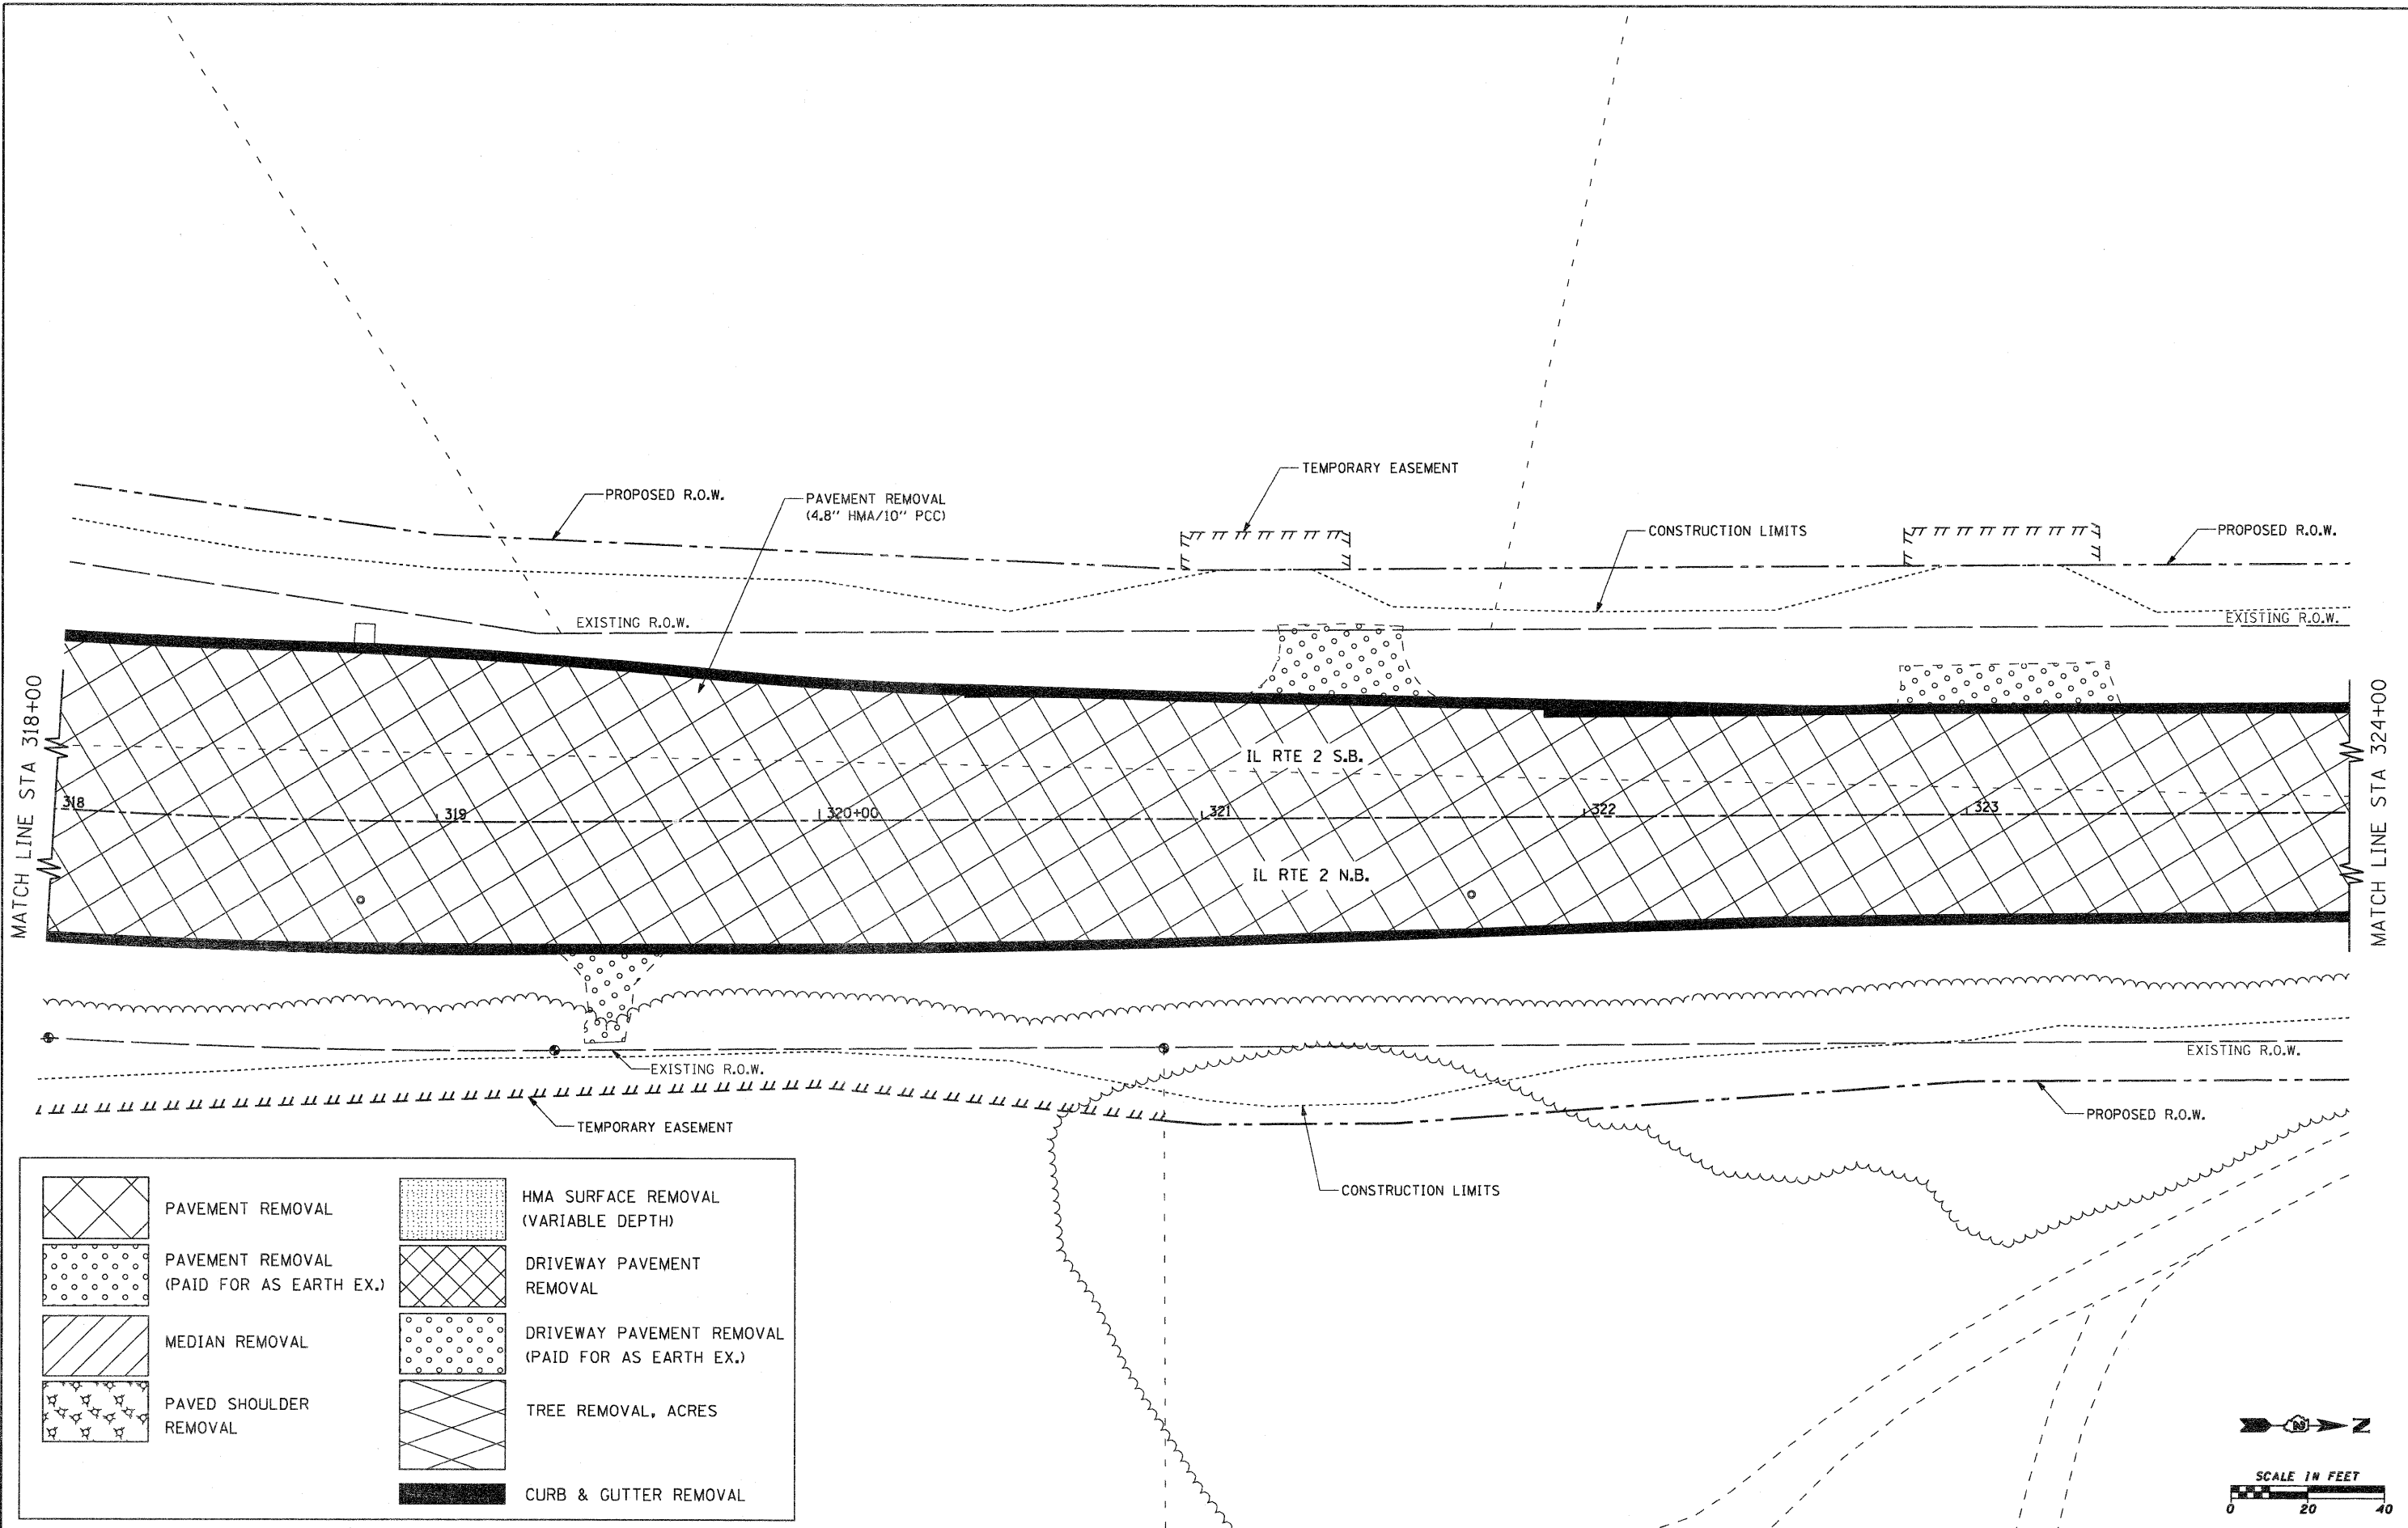 TEMPORARY EASEMENT
PROPOSED R.O.W.
PAVEMENT REMOVAL
(4.8" HMA/10" PCC)
CONSTRUCTION LIMITS
PROPOSED R.O.W.
EXISTING R.O.W.
EXISTING R.O.W.
MATCH LINE STA 318+00
MATCH LINE STA 324+00
IL RTE 2 S.B.
318
319
320+00
321
322
323
IL RTE 2 N.B.
EXISTING R.O.W.
EXISTING R.O.W.
TEMPORARY EASEMENT
PROPOSED R.O.W.
CONSTRUCTION LIMITS
PAVEMENT REMOVAL
PAVEMENT REMOVAL
(PAID FOR AS EARTH EX.)
MEDIAN REMOVAL
PAVED SHOULDER
REMOVAL
HMA SURFACE REMOVAL
(VARIABLE DEPTH)
DRIVEWAY PAVEMENT
REMOVAL
DRIVEWAY PAVEMENT REMOVAL
(PAID FOR AS EARTH EX.)
TREE REMOVAL, ACRES
CURB & GUTTER REMOVAL
2
Z
SCALE IN FEET
0 20 40